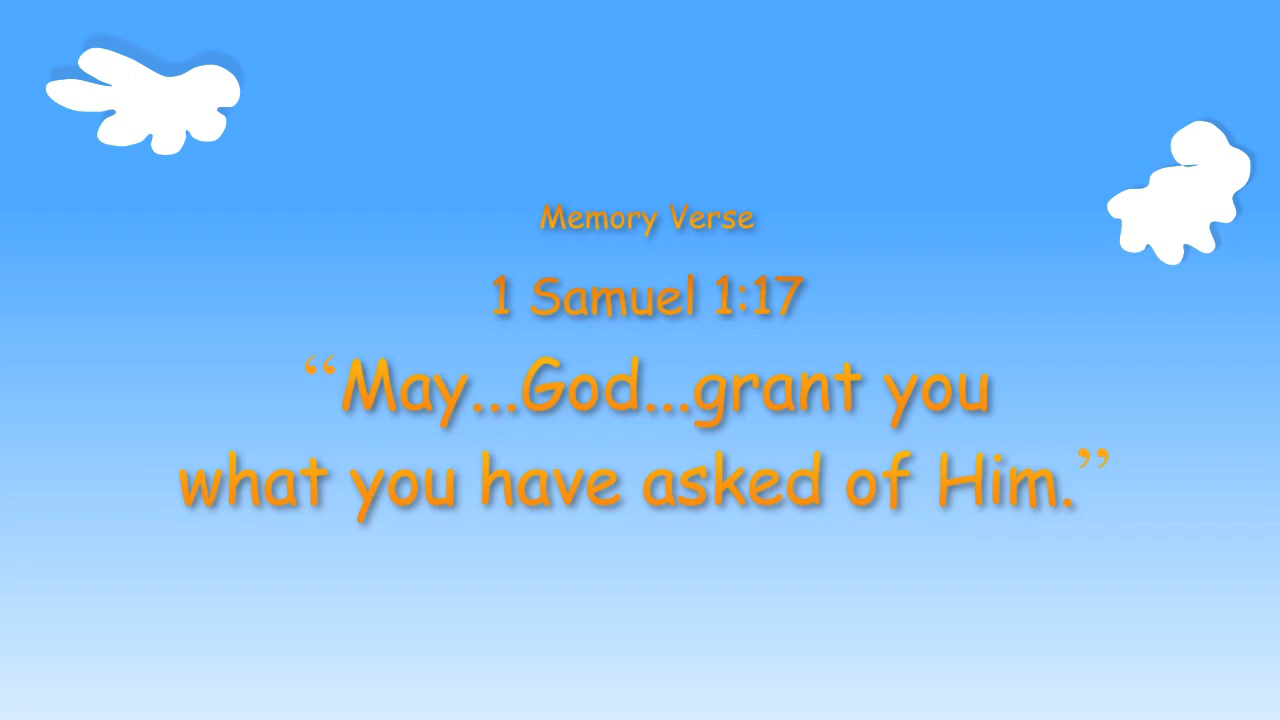 Memory Verse
1 Samuel 1:17
“May...God...grant you
what you have asked of Him.”